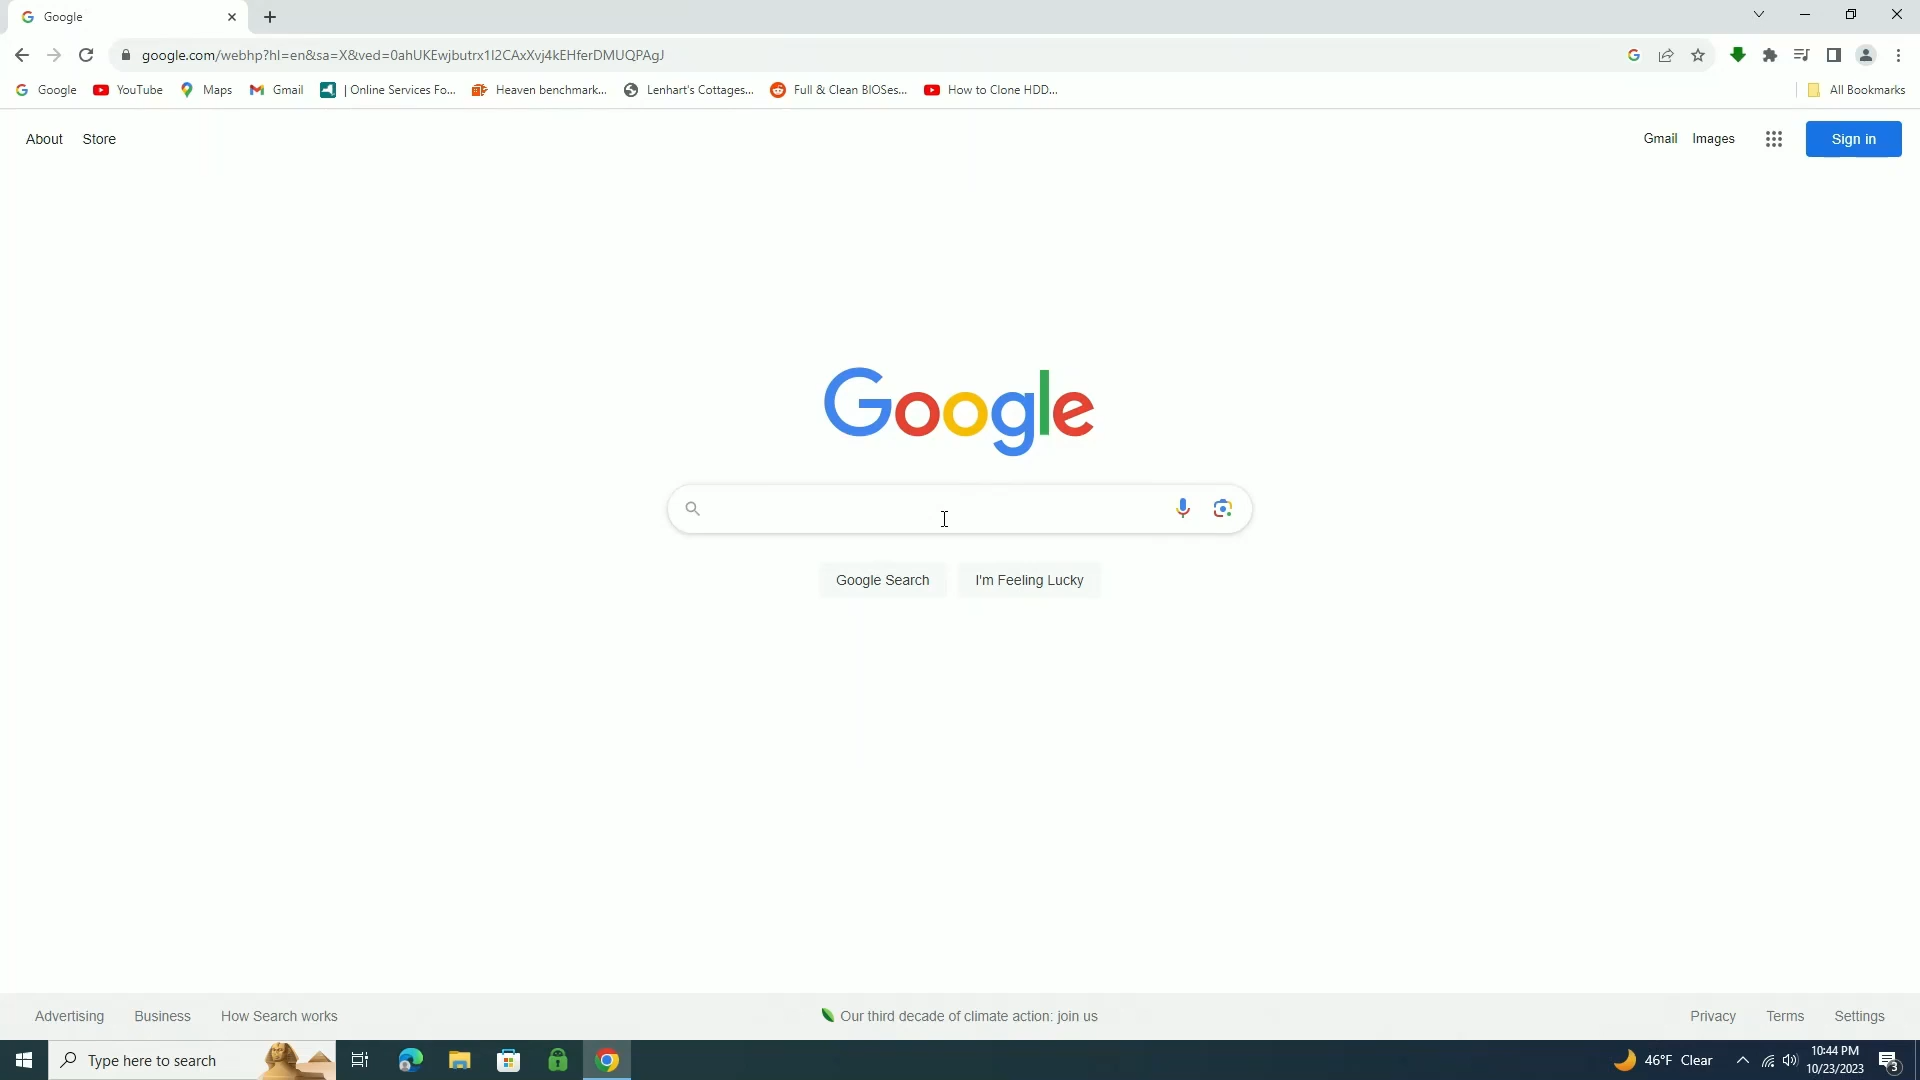 Google
google.com/webhp?hl=en&sa=X&ved=0ahUKEwjbutrx1I2CAxXvj4kEHferDMUQPAgJ
Google YouTube Maps Gmail | Online Services Fo... Heaven benchmark... Lenhart's Cottages... Full & Clean BIOSes... How to Clone HDD... All Bookmarks
About Store Gmail Images Sign in
Google
Google Search I'm Feeling Lucky
Advertising Business How Search works Our third decade of climate action: join us Privacy Terms Settings
Type here to search 46°F Clear 10:44 PM
10/23/2023 3